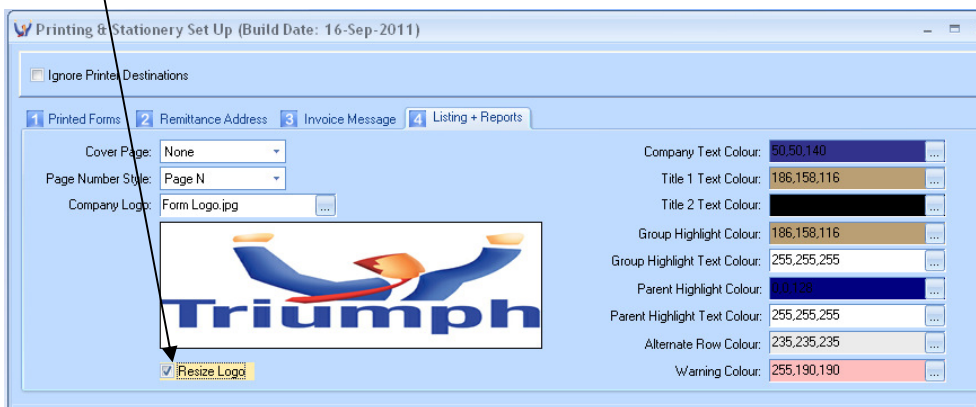 Printing & Stationery Set Up (Build Date: 16-Sep-2011)
Ignore Printer Destinations
1 Printed Forms 2 Remittance Address 3 Invoice Message 4 Listing + Reports
Cover Page: None
Page Number Style: Page N
Company Logo: Form Logo.jpg ...
Triumph
Resize Logo
Company Text Colour: 50,50,140 ...
Title 1 Text Colour: 186,158,116 ...
Title 2 Text Colour: ...
Group Highlight Colour: 186,158,116 ...
Group Highlight Text Colour: 255,255,255 ...
Parent Highlight Colour: 0,0,128 ...
Parent Highlight Text Colour: 255,255,255 ...
Alternate Row Colour: 235,235,235 ...
Warning Colour: 255,190,190 ...